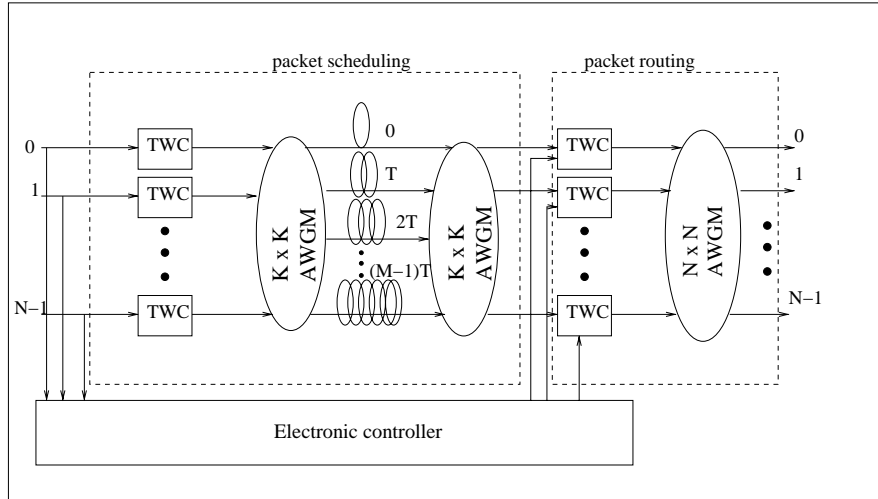 packet scheduling
packet routing
0
TWC
0
TWC
0
1
TWC
T
TWC
1
K x K
AWGM
2T
K x K
AWGM
N x N
AWGM
(M-1)T
N-1
TWC
TWC
N-1
Electronic controller